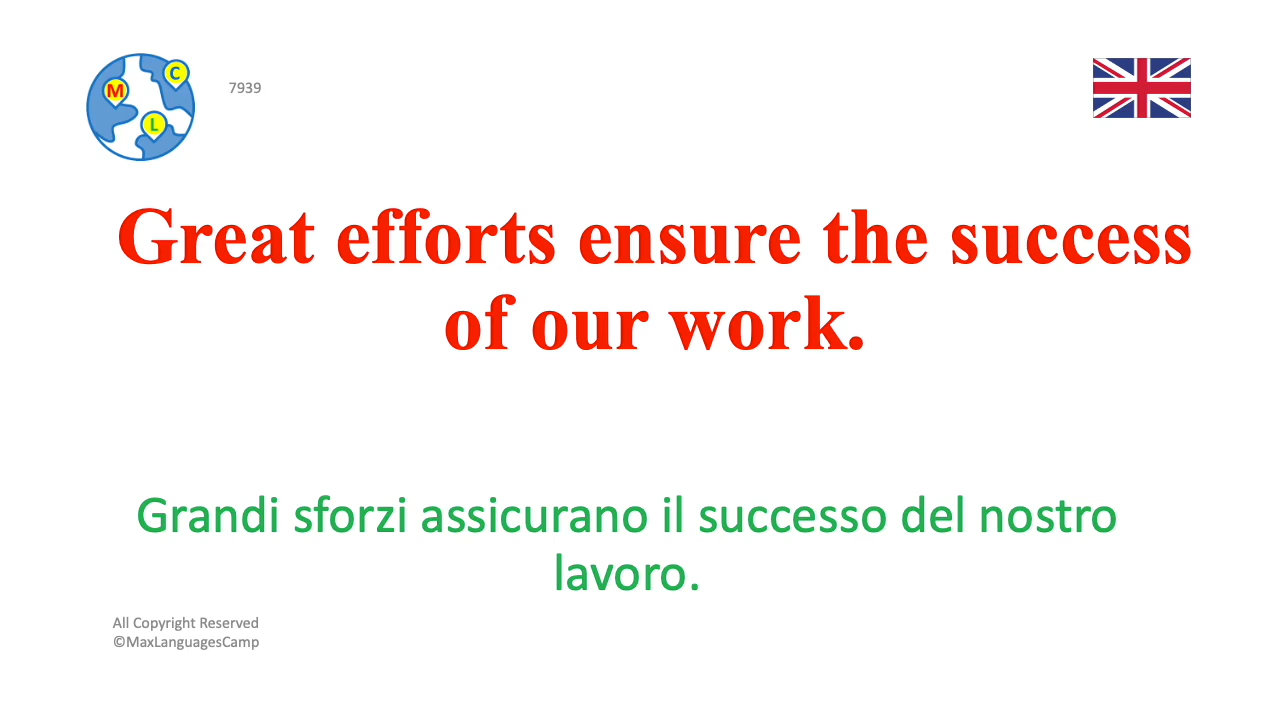 M
C
L
7939
Great efforts ensure the success
of our work.
Grandi sforzi assicurano il successo del nostro
lavoro.
All Copyright Reserved
©MaxLanguagesCamp